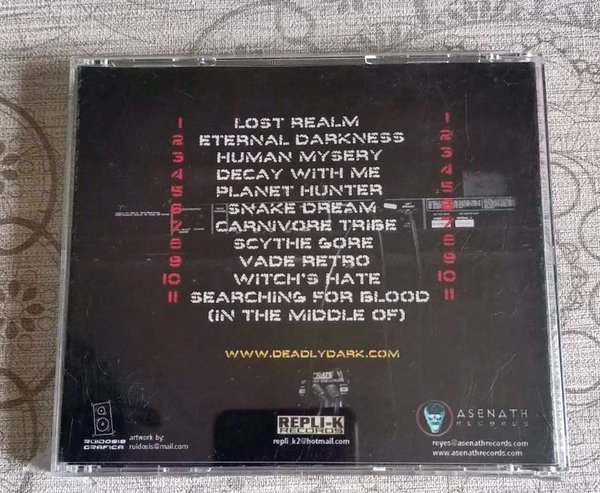 1 LOST REALM 1
2 ETERNAL DARKNESS 2
3 HUMAN MYSERY 3
4 DECAY WITH ME 4
5 PLANET HUNTER 5
6 SNAKE DREAM 6
7 CARNIVORE TRIBE 7
8 SCYTHE GORE 8
9 VADE RETRO 9
10 WITCH'S HATE 10
11 SEARCHING FOR BLOOD 11
(IN THE MIDDLE OF)
WWW.DEADLYDARK.COM
GATE
RUIDOSIS
GRAFICA
artwork by:
ruidosis@mail.com
REPLI-K
RECORDS
repli_k2@hotmail.com
ASENATH
RECORDS
reyes@asenathrecords.com
www.asenathrecords.com